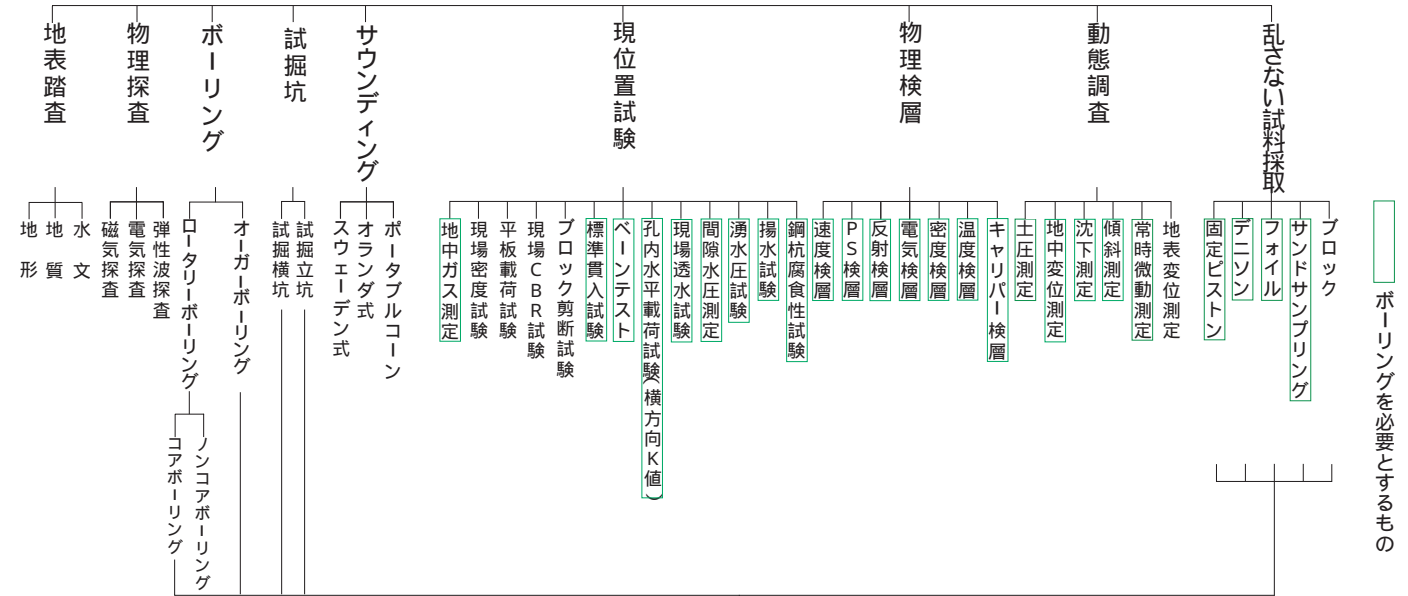 地表踏査
物理探査
ボーリング
試掘坑
サウンディング
現位置試験
物理検層
動態調査
乱さない試料採取
地形
地質
水文
磁気探査
電気探査
弾性波探査
ロータリーボーリング
オーガーボーリング
試掘横坑
試掘立坑
スウェーデン式
オランダ式
ポータブルコーン
地中ガス測定
現場密度試験
平板載荷試験
現場CBR試験
ブロック剪断試験
標準貫入試験
ベーンテスト
孔内水平載荷試験(横方向K値)
現場透水試験
間隙水圧測定
湧水圧試験
揚水試験
鋼杭腐食性試験
速度検層
PS検層
反射検層
電気検層
密度検層
温度検層
キャリパー検層
土圧測定
地中変位測定
沈下測定
傾斜測定
常時微動測定
地表変位測定
固定ピストン
デニソン
フォイル
サンドサンプリング
ブロック
コアボーリング
ノンコアボーリング
ボーリングを必要とするもの